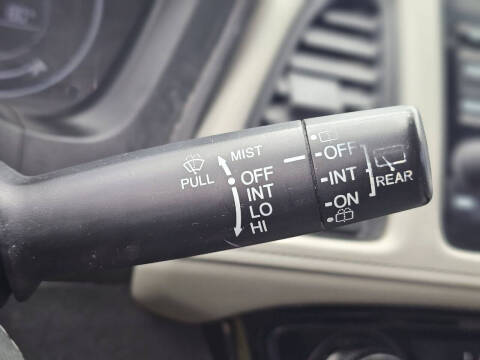 MIST
PULL
OFF
INT
LO
HI
OFF
INT
ON
REAR